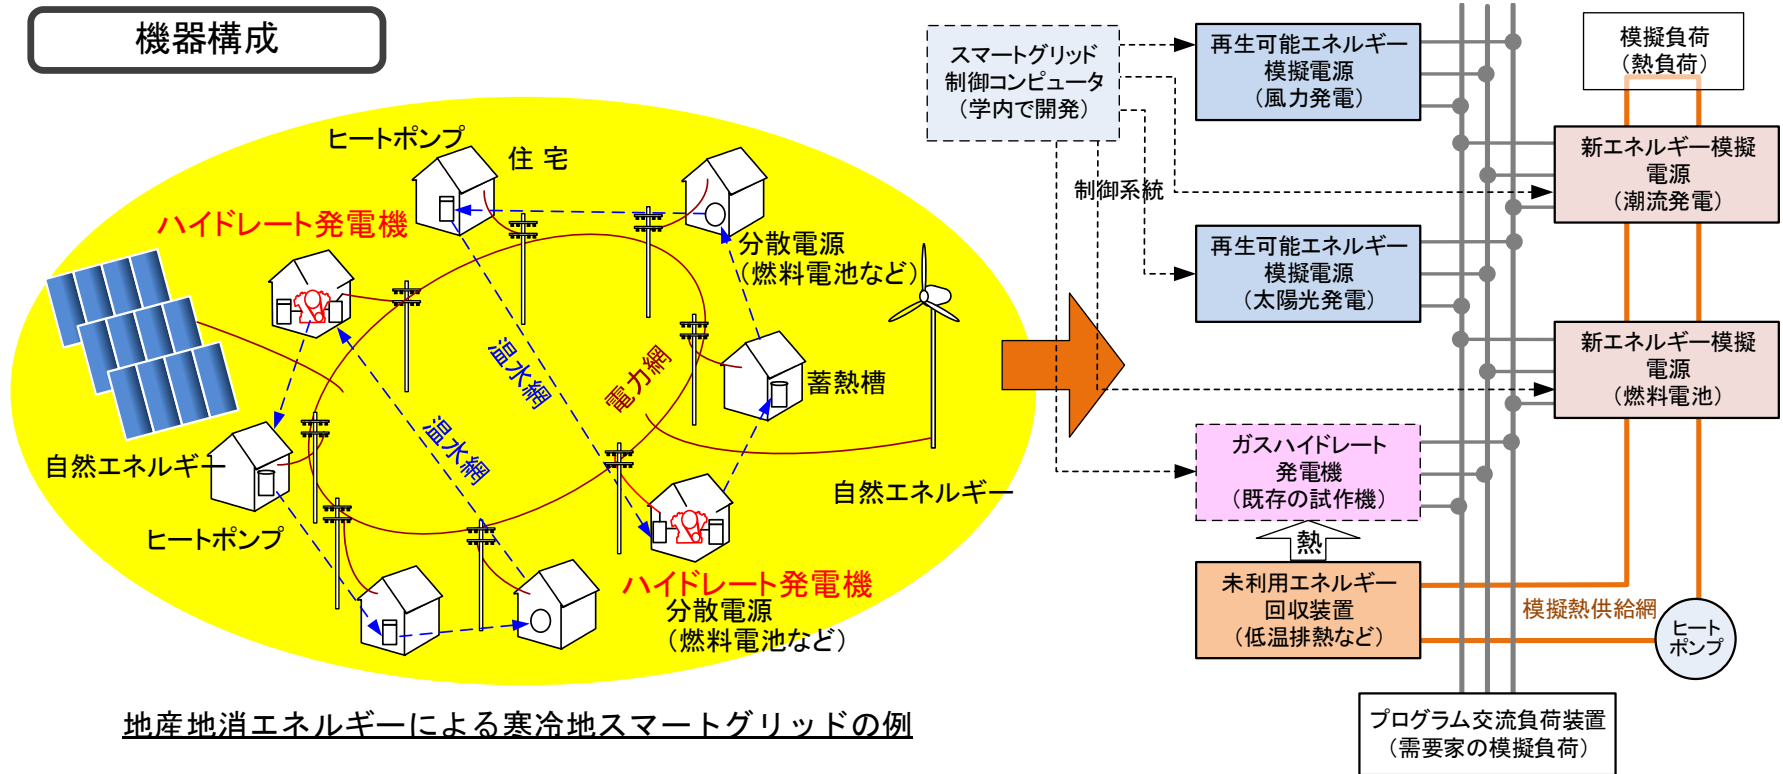 機器構成
ヒートポンプ
住 宅
ハイドレート発電機
分散電源
(燃料電池など)
温水網
電力網
蓄熱槽
温水網
自然エネルギー
自然エネルギー
ヒートポンプ
ハイドレート発電機
分散電源
(燃料電池など)
地産地消エネルギーによる寒冷地スマートグリッドの例
スマートグリッド
制御コンピュータ
(学内で開発)
再生可能エネルギー
模擬電源
(風力発電)
模擬負荷
(熱負荷)
新エネルギー模擬
電源
(潮流発電)
制御系統
再生可能エネルギー
模擬電源
(太陽光発電)
新エネルギー模擬
電源
(燃料電池)
ガスハイドレート
発電機
(既存の試作機)
熱
未利用エネルギー
回収装置
(低温排熱など)
模擬熱供給網
ヒート
ポンプ
プログラム交流負荷装置
(需要家の模擬負荷)